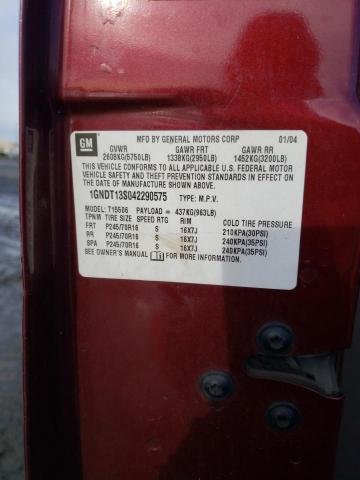 GM MFD BY GENERAL MOTORS CORP 01/04
GVWR GAWR FRT GAWR RR
2608KG(5750LB) 1338KG(2950LB) 1452KG(3200LB)
THIS VEHICLE CONFORMS TO ALL APPLICABLE U.S. FEDERAL MOTOR
VEHICLE SAFETY AND THEFT PREVENTION STANDARDS IN EFFECT ON
THE DATE OF MANUFACTURE SHOWN ABOVE.
1GNDT13S042290575 TYPE: M.P.V.
MODEL: T15506 PAYLOAD = 437KG(963LB)
TPNM TIRE SIZE SPEED RTG RIM COLD TIRE PRESSURE
FRT P245/70R16 S 16X7J 210KPA(30PSI)
RR P245/70R16 S 16X7J 240KPA(35PSI)
SPA P245/70R16 S 16X7J 240KPA(35PSI)
SEE OWNER'S MANUAL FOR MORE INFORMATION.